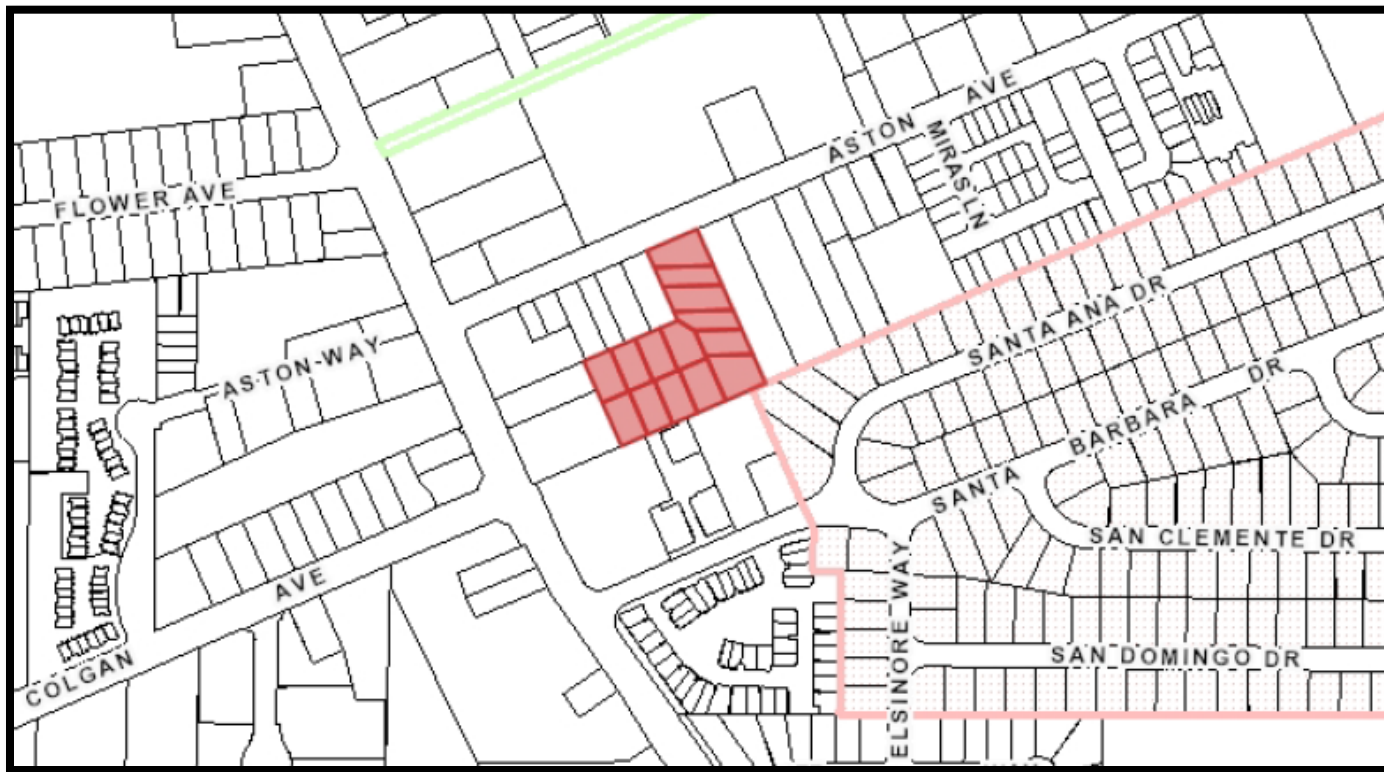 ASTON AVE
MIRAS LN
FLOWER AVE
SANTA ANA DR
ASTON WAY
SANTA BARBARA DR
SAN CLEMENTE DR
COLGAN AVE
ELSINORE WAY
SAN DOMINGO DR